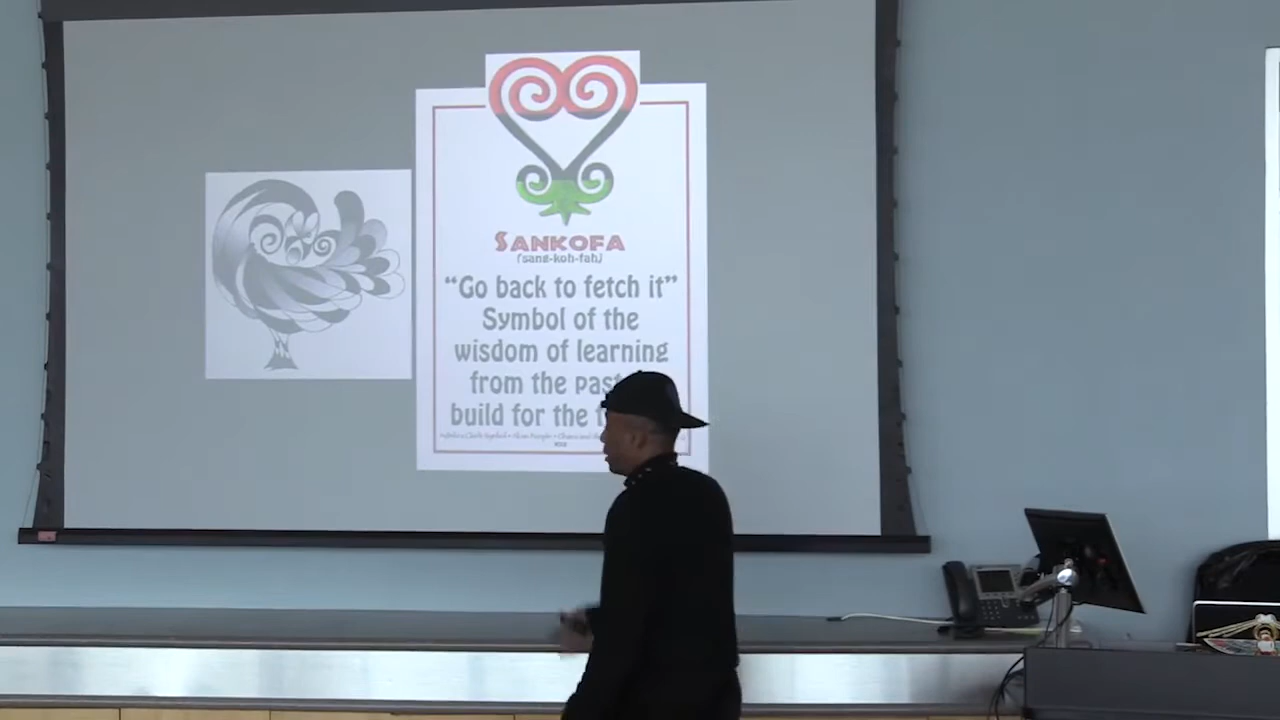 SANKOFA
(sang-koh-fah)
“Go back to fetch it”
Symbol of the
wisdom of learning
from the past
build for the